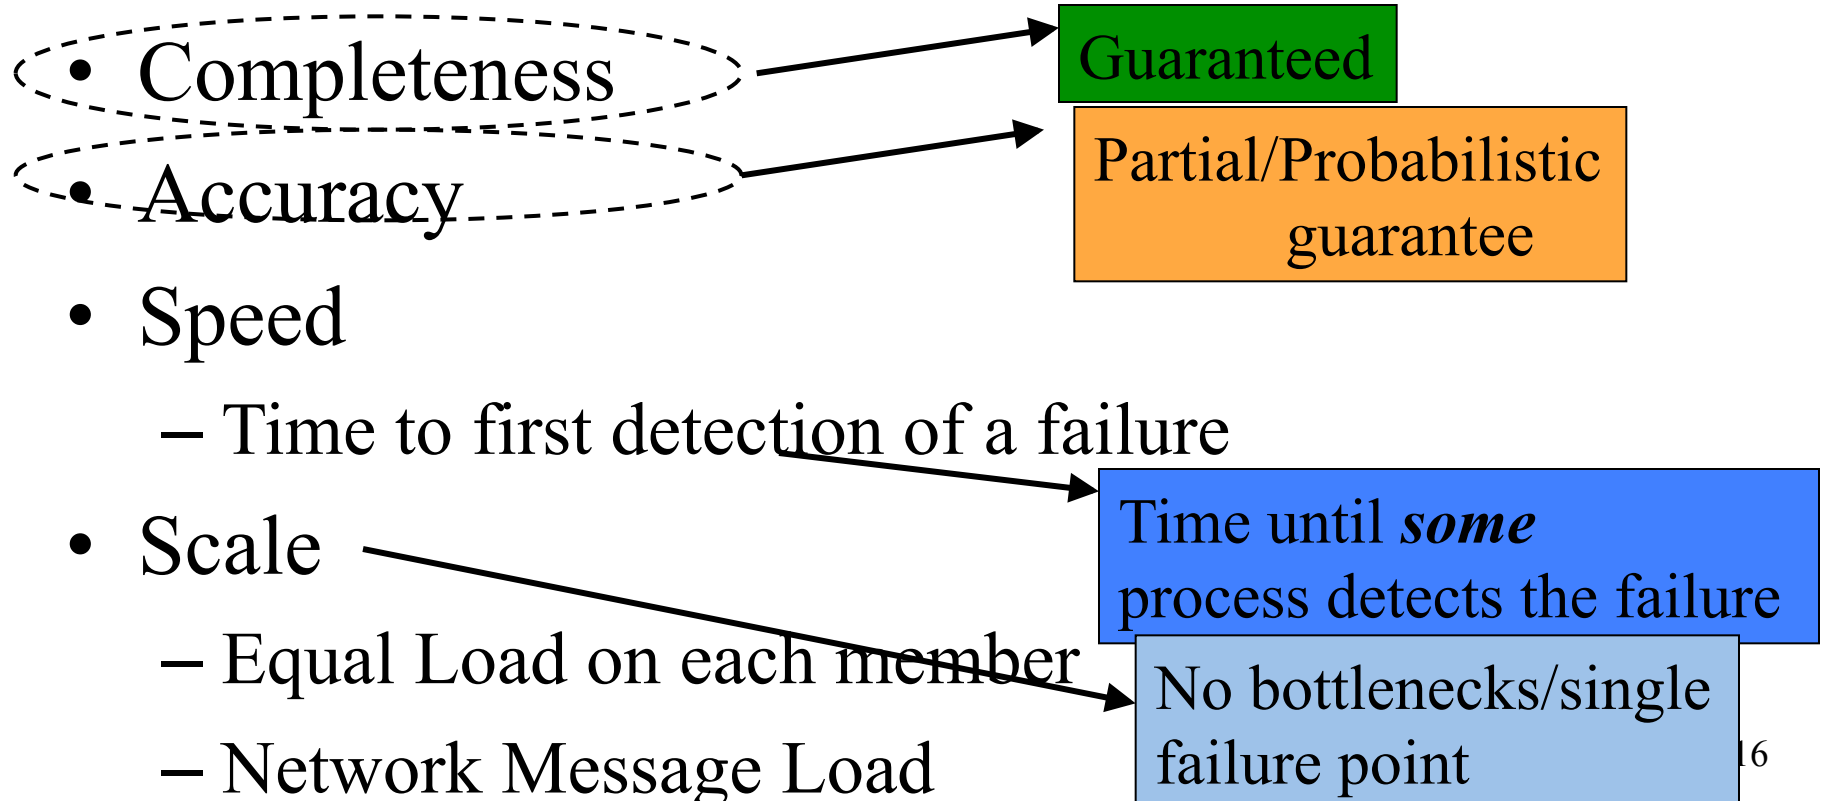 • Completeness
Guaranteed
• Accuracy
Partial/Probabilistic
guarantee
• Speed
– Time to first detection of a failure
Time until some
process detects the failure
• Scale
– Equal Load on each member
No bottlenecks/single
failure point
– Network Message Load
16